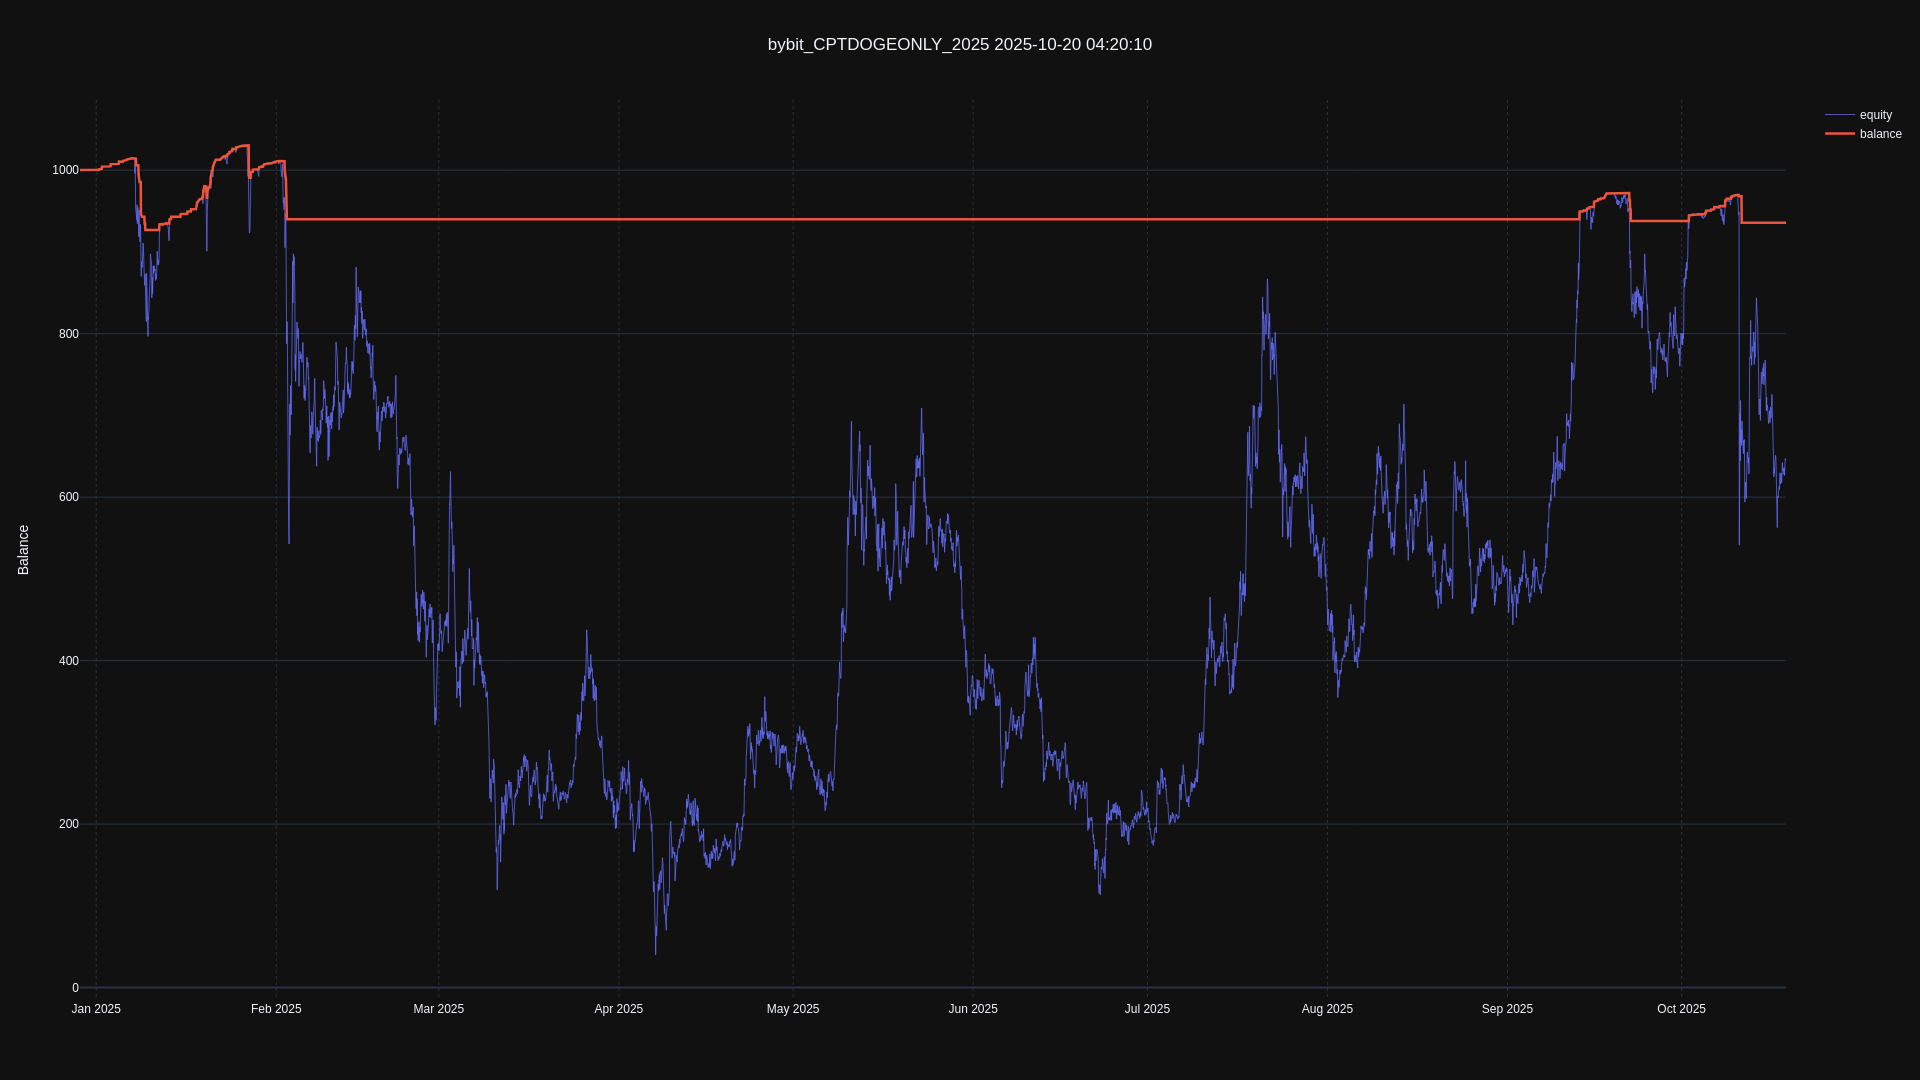 bybit_CPTDOGEONLY_2025 2025-10-20 04:20:10
equity
balance
Balance
1000
800
600
400
200
0
Jan 2025
Feb 2025
Mar 2025
Apr 2025
May 2025
Jun 2025
Jul 2025
Aug 2025
Sep 2025
Oct 2025